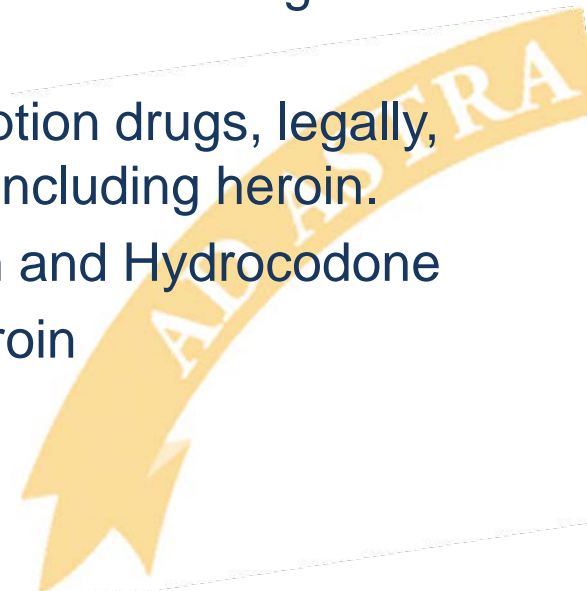 otion drugs, legally,
ncluding heroin.
and Hydrocodone
roin
AD ASTRA